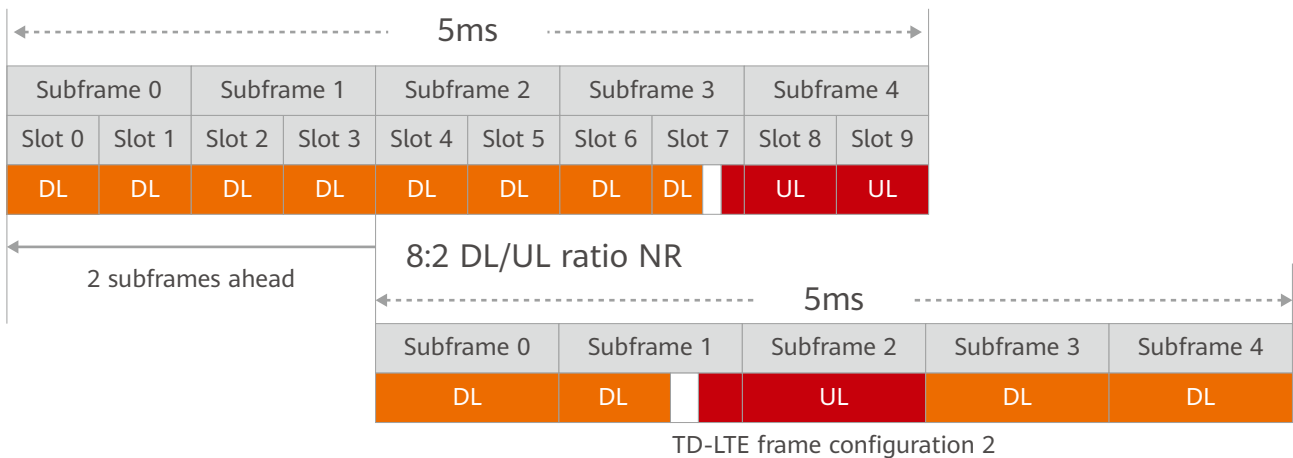 5ms
Subframe 0 Subframe 1 Subframe 2 Subframe 3 Subframe 4
Slot 0 Slot 1 Slot 2 Slot 3 Slot 4 Slot 5 Slot 6 Slot 7 Slot 8 Slot 9
DL DL DL DL DL DL DL DL UL UL
2 subframes ahead
8:2 DL/UL ratio NR
5ms
Subframe 0 Subframe 1 Subframe 2 Subframe 3 Subframe 4
DL DL UL DL DL
TD-LTE frame configuration 2